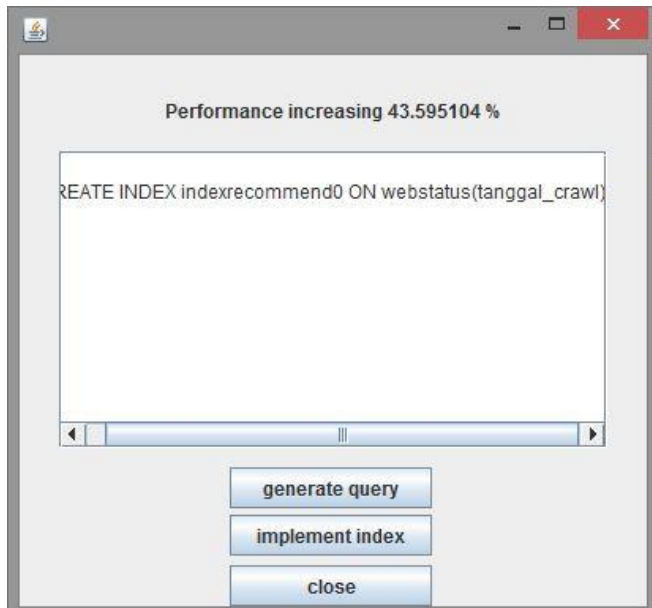 Performance increasing 43.595104 %
REATE INDEX indexrecommend0 ON webstatus(tanggal_crawl)
generate query
implement index
close